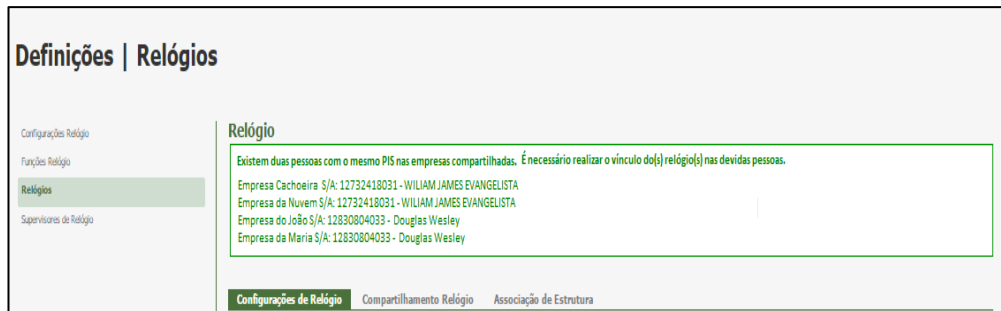 Definições | Relógios
Configurações Relógio
Funções Relógio
Relógios
Supervisores de Relógio
Relógio
Existem duas pessoas com o mesmo PIS nas empresas compartilhadas. É necessário realizar o vínculo do(s) relógio(s) nas devidas pessoas.
Empresa Cachoeira S/A: 12732418031 - WILIAM JAMES EVANGELISTA
Empresa da Nuvem S/A: 12732418031 - WILIAM JAMES EVANGELISTA
Empresa do João S/A: 12830804033 - Douglas Wesley
Empresa da Maria S/A: 12830804033 - Douglas Wesley
Configurações de Relógio Compartilhamento Relógio Associação de Estrutura